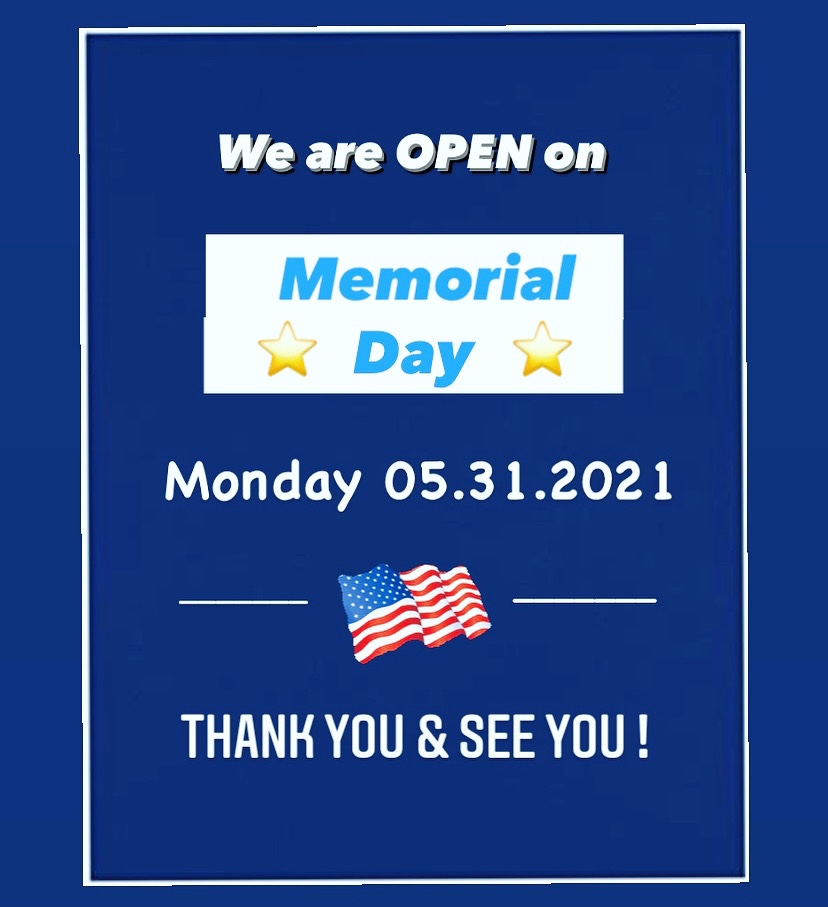 We are OPEN on
Memorial
Day
Monday 05.31.2021
THANK YOU & SEE YOU !